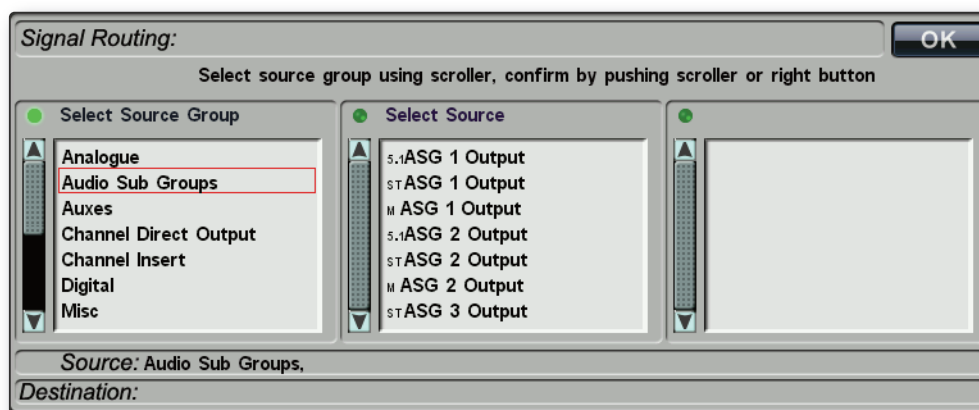 Signal Routing:
OK
Select source group using scroller, confirm by pushing scroller or right button
Select Source Group
Analogue
Audio Sub Groups
Auxes
Channel Direct Output
Channel Insert
Digital
Misc
Select Source
5.1ASG 1 Output
STASG 1 Output
M ASG 1 Output
5.1ASG 2 Output
STASG 2 Output
M ASG 2 Output
STASG 3 Output
Source: Audio Sub Groups,
Destination: